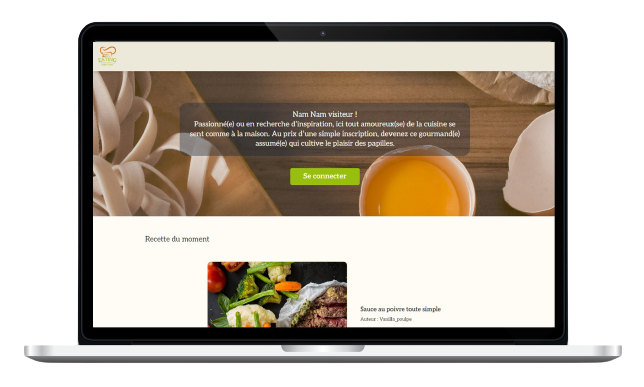 Nam Nam visiteur !
Passionné(e) ou en recherche d'inspiration, ici tout amoureux(se) de la cuisine se
sent comme à la maison. Au prix d'une simple inscription, devenez ce gourmand(e)
assumé(e) qui cultive le plaisir des papilles.
Se connecter
Recette du moment
Sauce au poivre toute simple
Auteur : Vanilla_poulpe